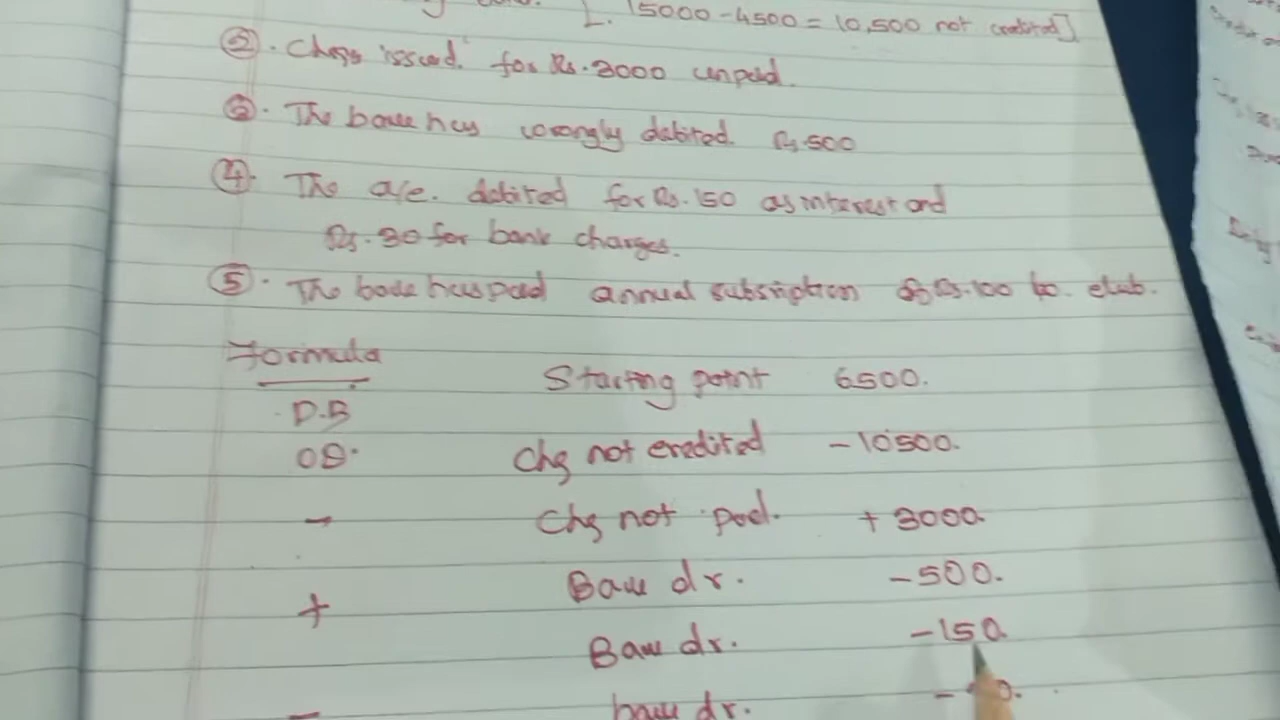 15000-4500 = 10,500 not credited]
②. Chqs issued. for Rs.3000 unpaid.
③. The bank has wrongly debited. Rs.500
④. The a/c. debited for Rs.150 as interest and
Rs.30 for bank charges.
⑤. The bank has paid annual subsription of Rs.100 to. club.
Formula
Starting point 6500.
D.B
OD.
Chq not credited -10500.
- Chq not paid. +3000.
Bank dr. -500.
+
Bank dr. -150.
- bank dr. -